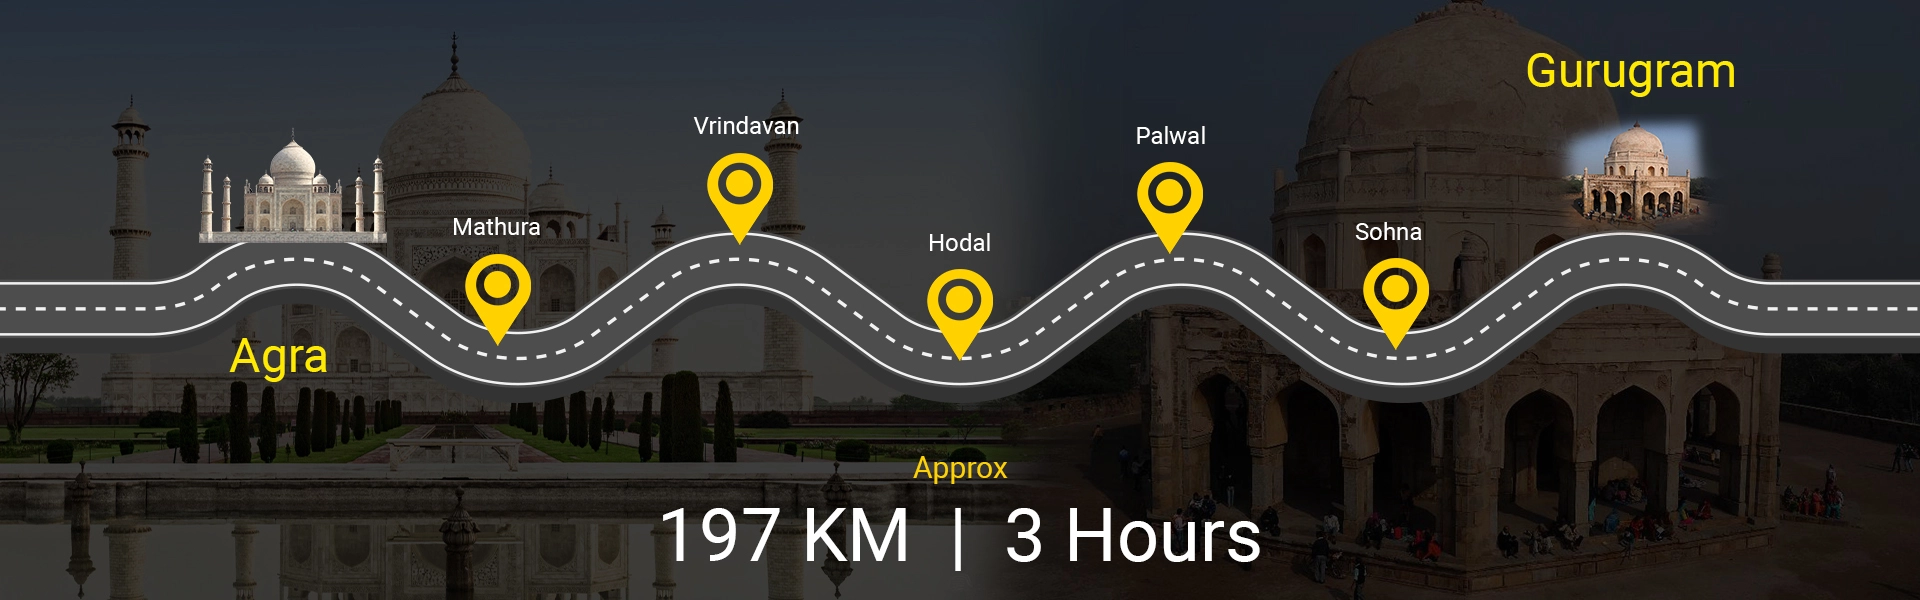 Gurugram
Vrindavan
Palwal
Mathura
Hodal
Sohna
Agra
Approx
197 KM | 3 Hours